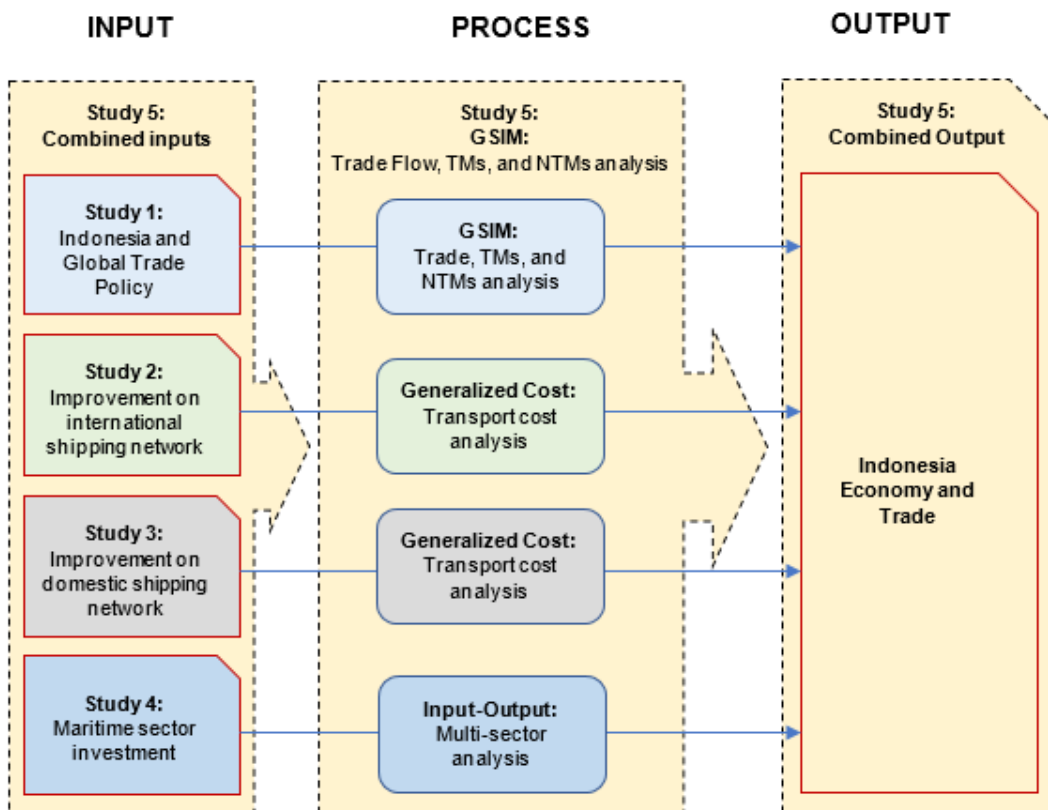 INPUT
PROCESS
OUTPUT
Study 5:
Combined inputs
Study 1:
Indonesia and
Global Trade
Policy
Study 2:
Improvement on
international
shipping network
Study 3:
Improvement on
domestic shipping
network
Study 4:
Maritime sector
investment
Study 5:
GSIM:
Trade Flow, TMs, and NTMs analysis
GSIM:
Trade, TMs, and
NTMs analysis
Generalized Cost:
Transport cost
analysis
Generalized Cost:
Transport cost
analysis
Input-Output:
Multi-sector
analysis
Study 5:
Combined Output
Indonesia
Economy and
Trade